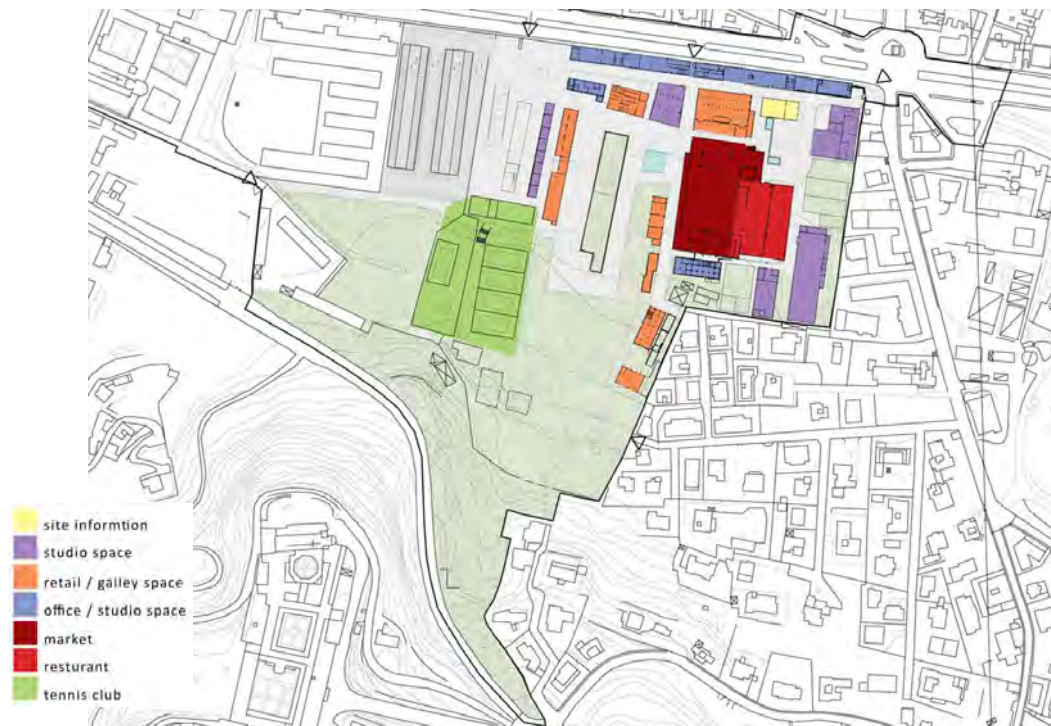 site informtion
studio space
retail / galley space
office / studio space
market
resturant
tennis club